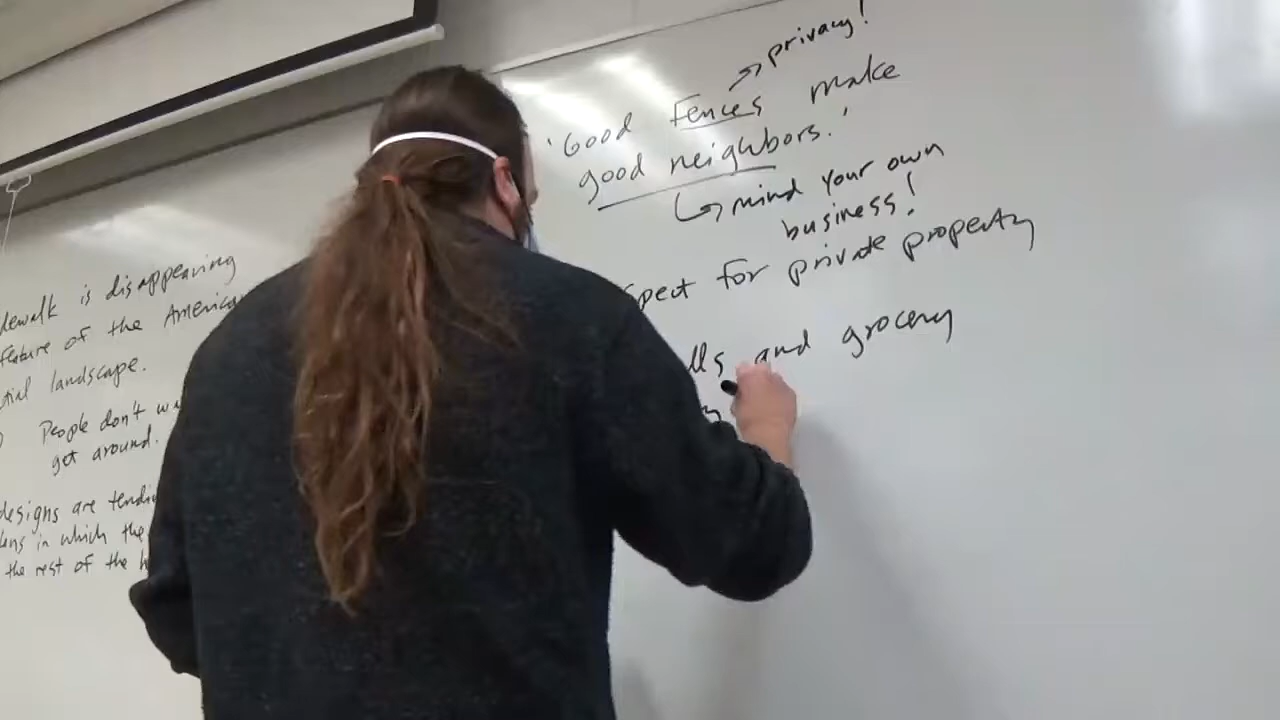 dewalk is disappearing
feature of the America
tial landscape.
People don't w
get around.
designs are tendi
ens in which the
the rest of the h
→ privacy!
'Good Fences make
good neighbors.'
↳ mind your own
business!
spect for private property
lls and grocery